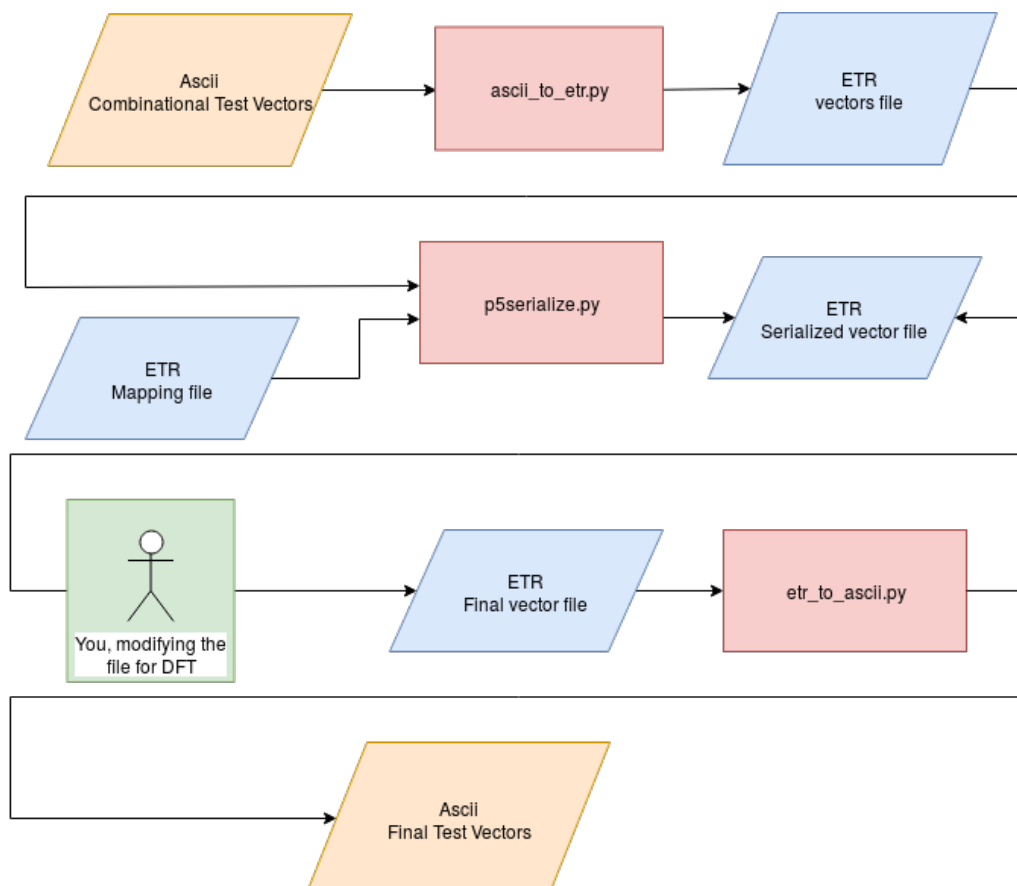 Ascii
Combinational Test Vectors
ascii_to_etr.py
ETR
vectors file
p5serialize.py
ETR
Serialized vector file
ETR
Mapping file
You, modifying the
file for DFT
ETR
Final vector file
etr_to_ascii.py
Ascii
Final Test Vectors